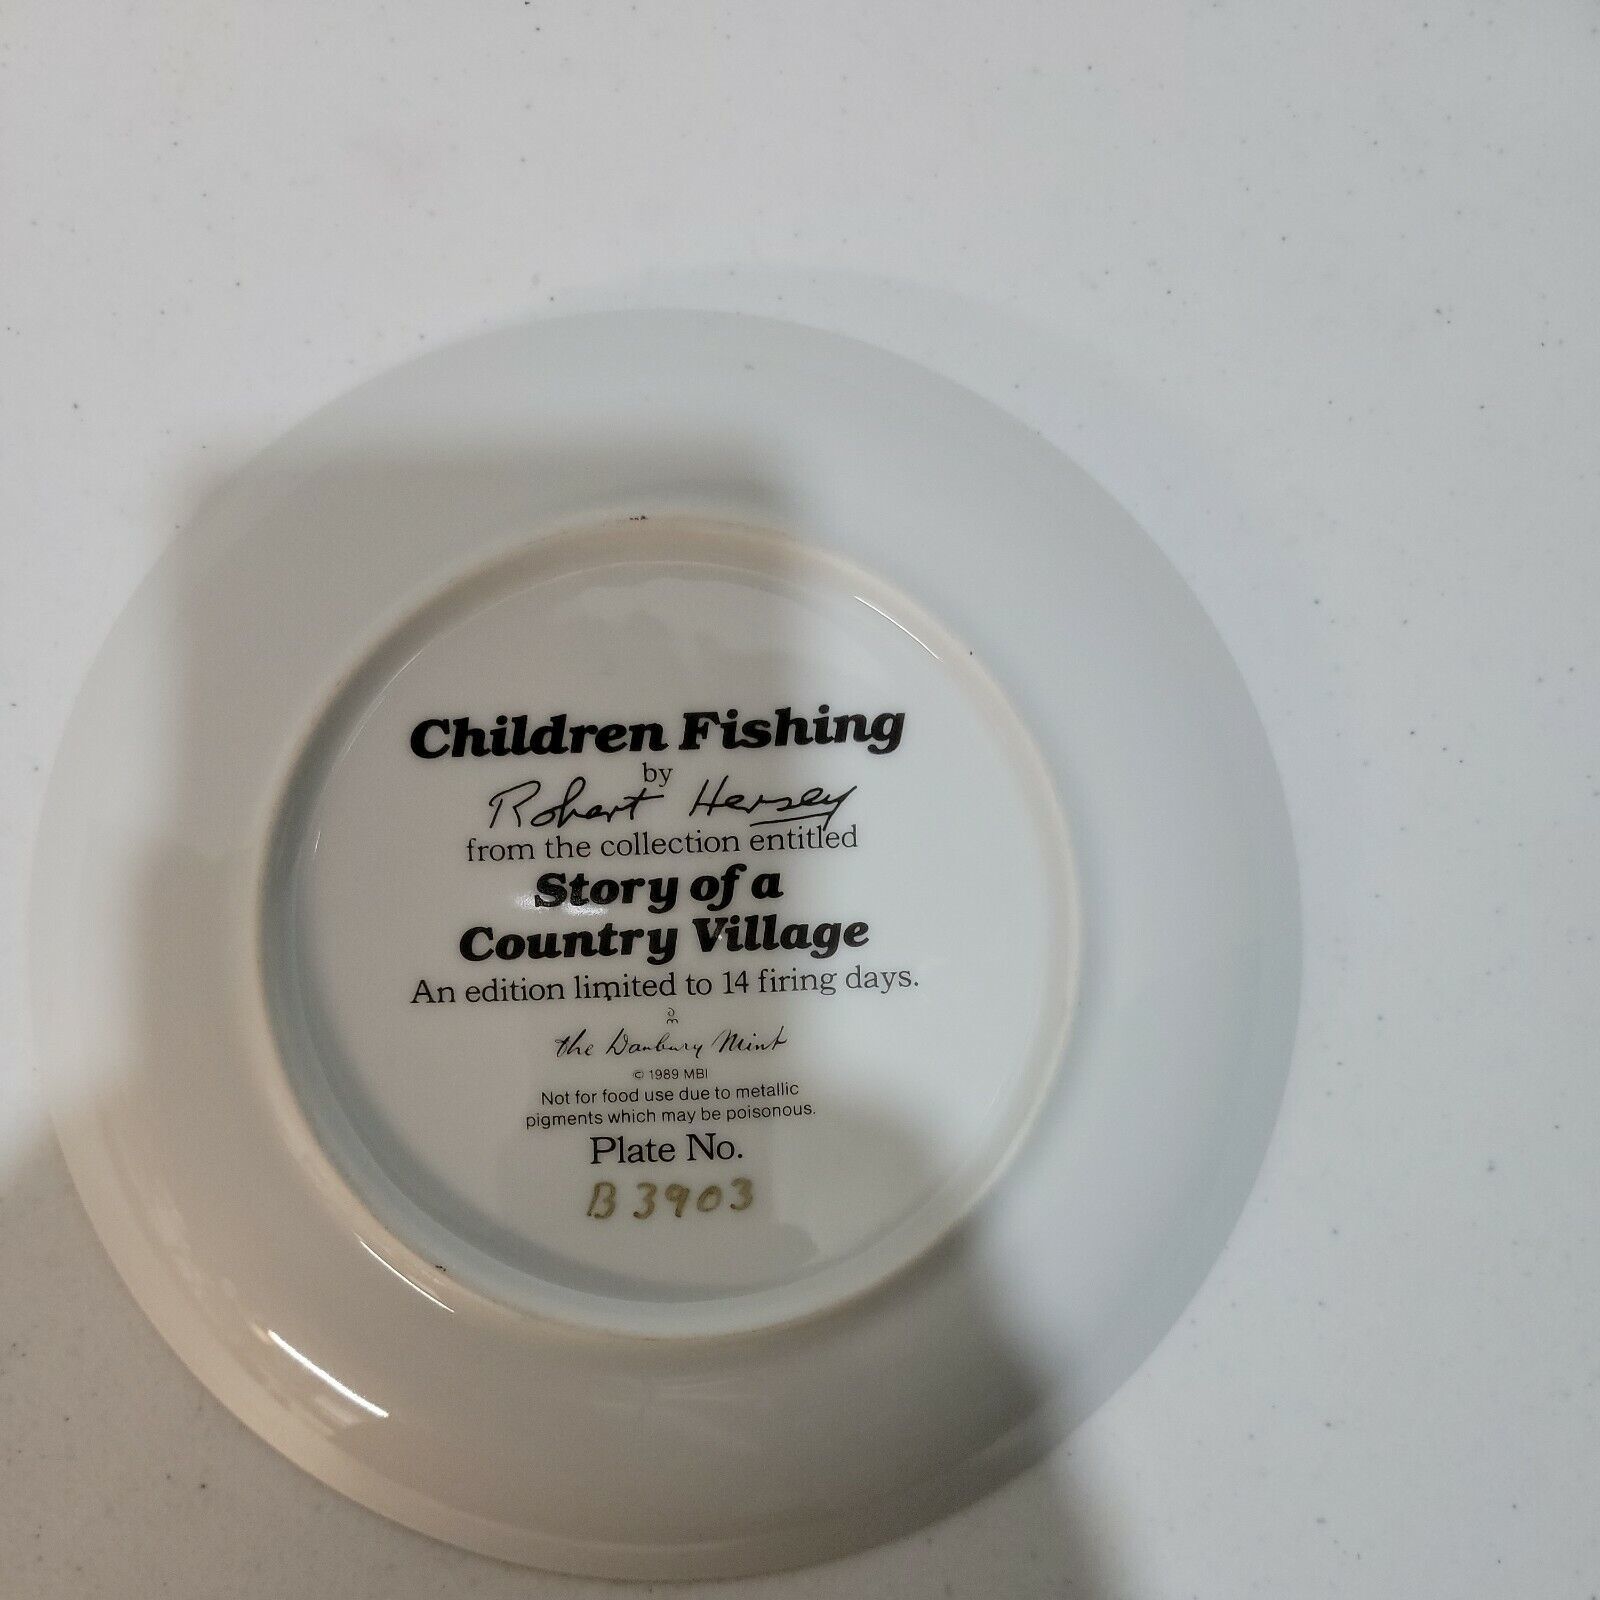 Children Fishing
by
Robert Hersey
from the collection entitled
Story of a
Country Village
An edition limited to 14 firing days.
the Danbury Mint
© 1989 MBI
Not for food use due to metallic
pigments which may be poisonous.
Plate No.
B3903